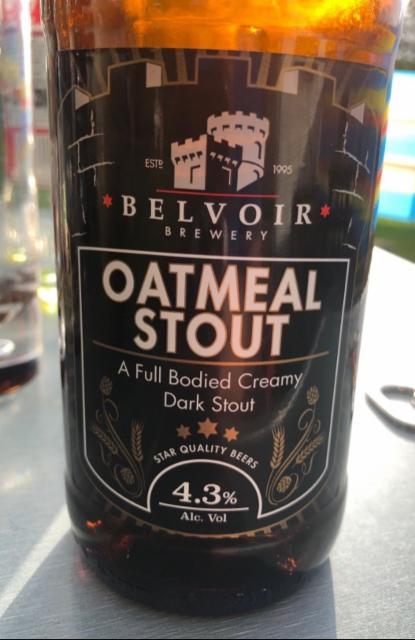 ESTD 1995
BELVOIR
BREWERY
OATMEAL
STOUT
A Full Bodied Creamy
Dark Stout
STAR QUALITY BEERS
4.3%
Alc. Vol